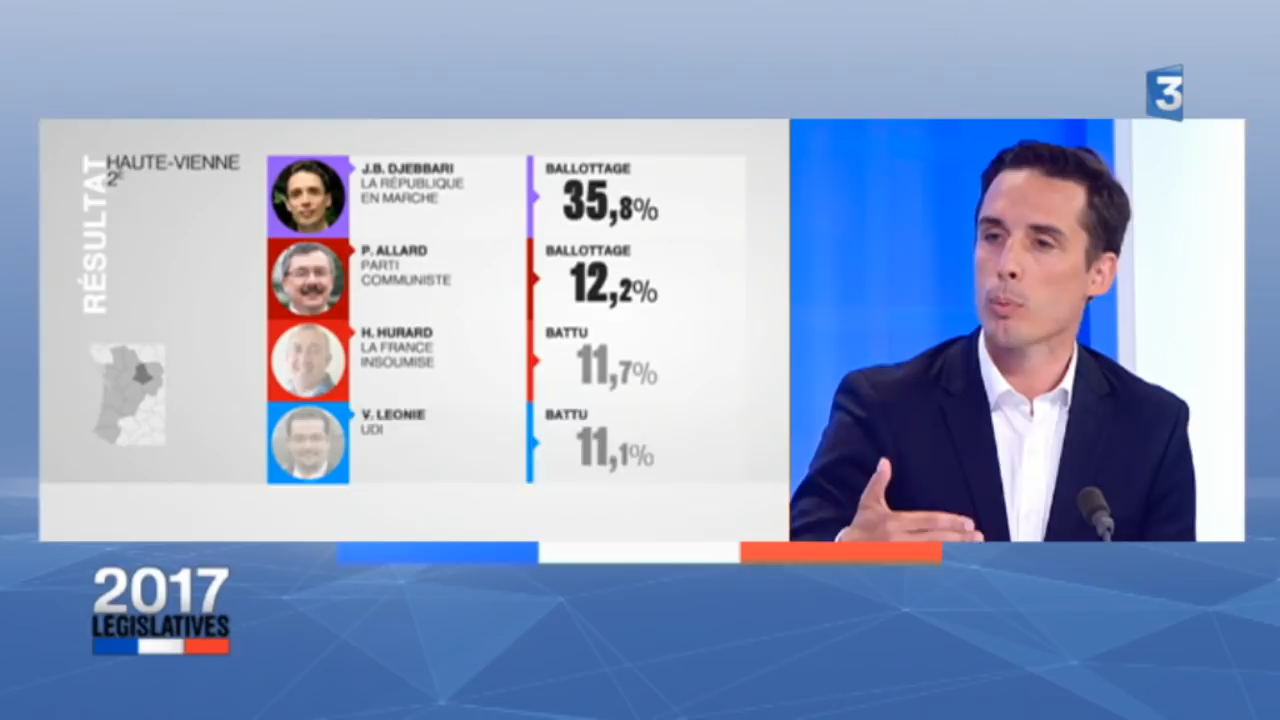 3
RÉSULTAT
HAUTE-VIENNE
2e
J.B. DJEBBARI
LA RÉPUBLIQUE
EN MARCHE
BALLOTTAGE
35,8%
P. ALLARD
PARTI
COMMUNISTE
BALLOTTAGE
12,2%
H. HURARD
LA FRANCE
INSOUMISE
BATTU
11,7%
V. LEONIE
UDI
BATTU
11,1%
2017
LEGISLATIVES